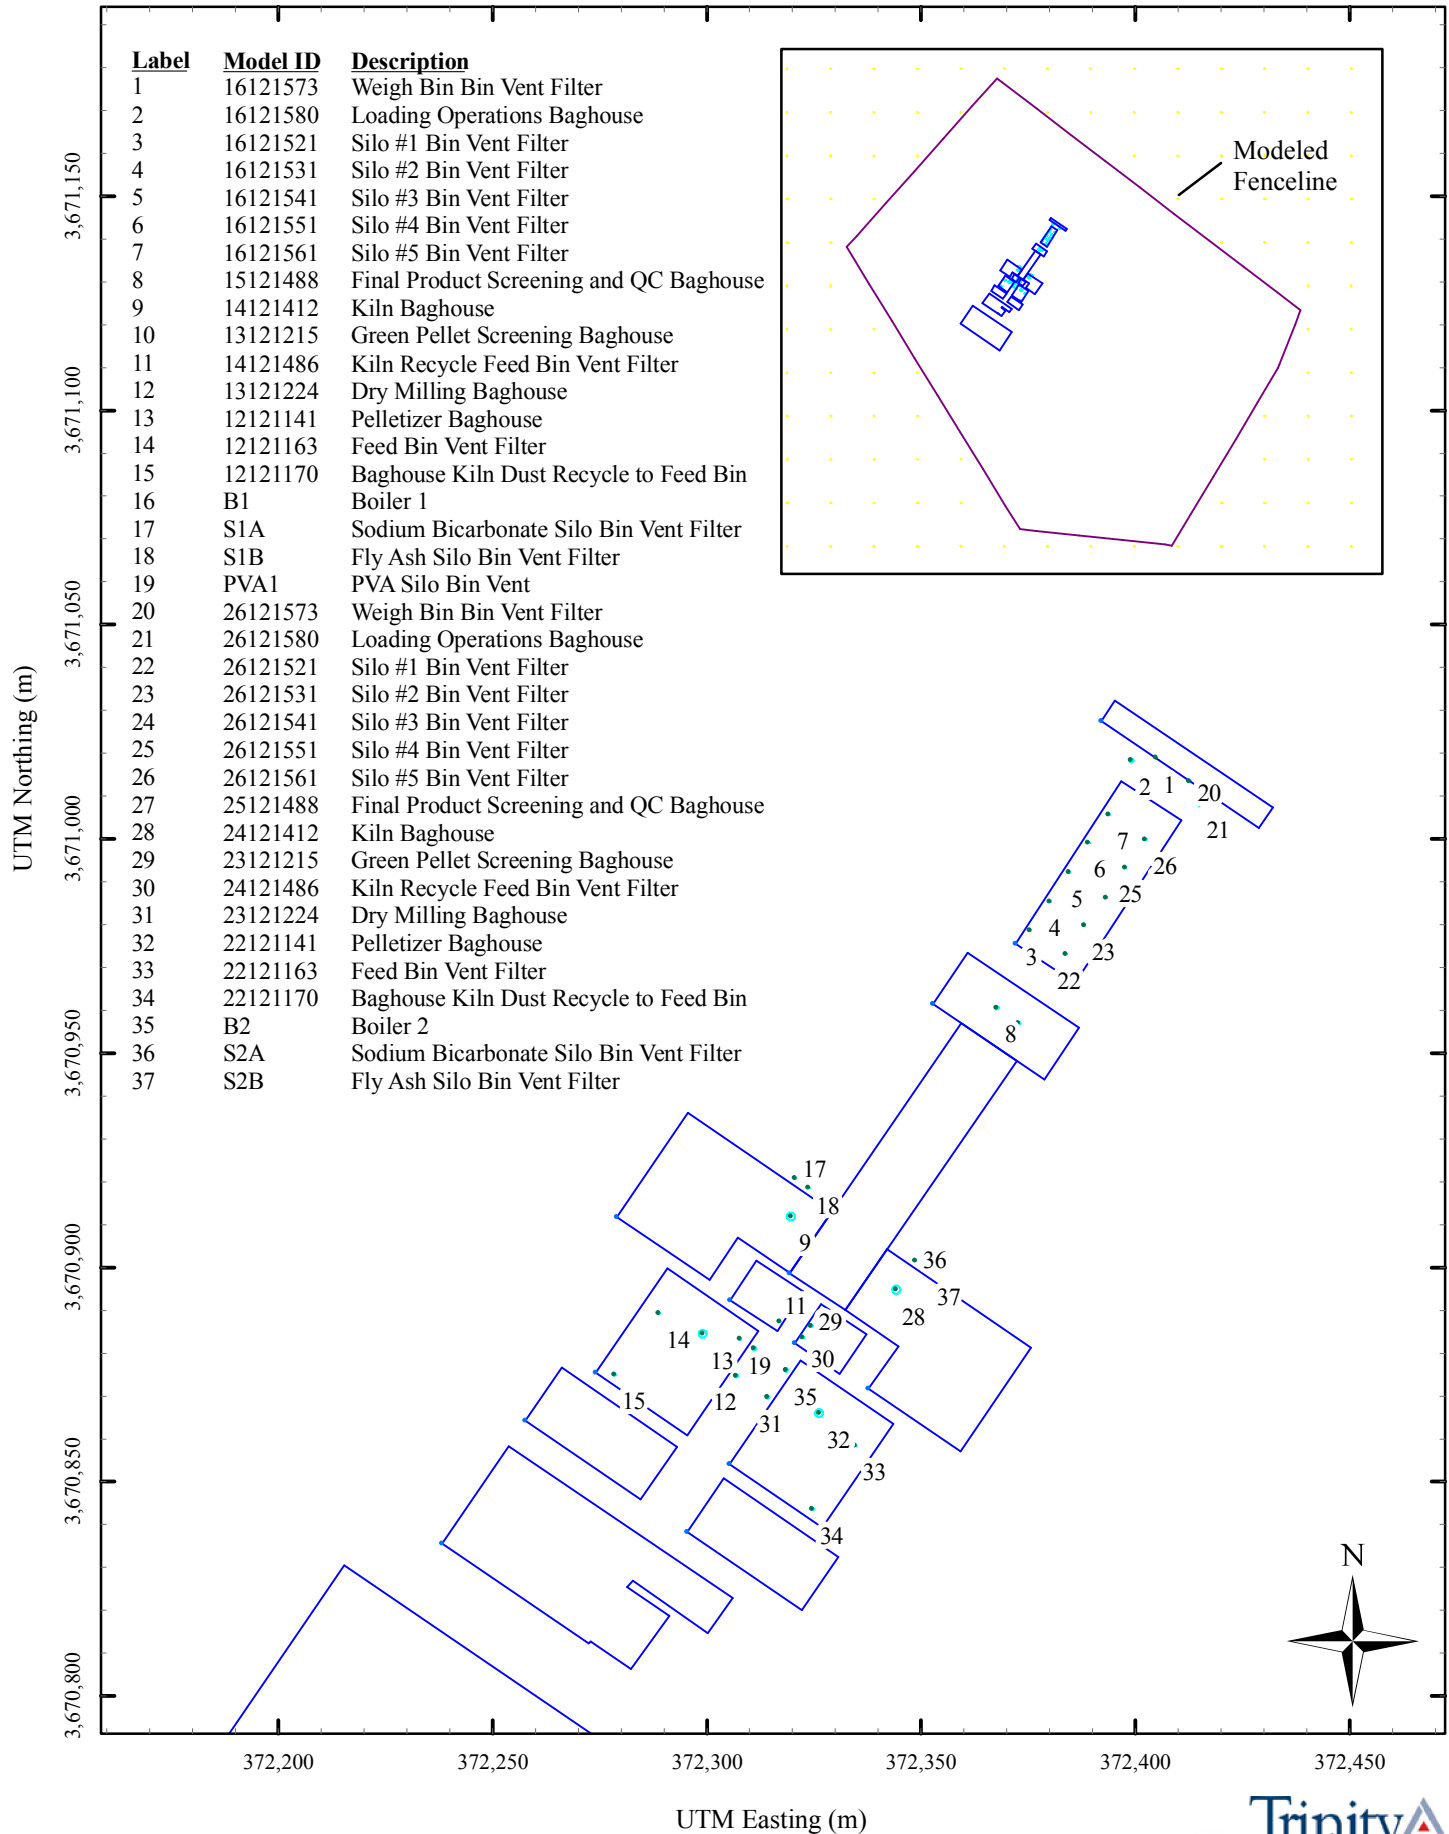 Label Model ID Description
1 16121573 Weigh Bin Bin Vent Filter
2 16121580 Loading Operations Baghouse
3 16121521 Silo #1 Bin Vent Filter
4 16121531 Silo #2 Bin Vent Filter
5 16121541 Silo #3 Bin Vent Filter
6 16121551 Silo #4 Bin Vent Filter
7 16121561 Silo #5 Bin Vent Filter
8 15121488 Final Product Screening and QC Baghouse
9 14121412 Kiln Baghouse
10 13121215 Green Pellet Screening Baghouse
11 14121486 Kiln Recycle Feed Bin Vent Filter
12 13121224 Dry Milling Baghouse
13 12121141 Pelletizer Baghouse
14 12121163 Feed Bin Vent Filter
15 12121170 Baghouse Kiln Dust Recycle to Feed Bin
16 B1 Boiler 1
17 S1A Sodium Bicarbonate Silo Bin Vent Filter
18 S1B Fly Ash Silo Bin Vent Filter
19 PVA1 PVA Silo Bin Vent
20 26121573 Weigh Bin Bin Vent Filter
21 26121580 Loading Operations Baghouse
22 26121521 Silo #1 Bin Vent Filter
23 26121531 Silo #2 Bin Vent Filter
24 26121541 Silo #3 Bin Vent Filter
25 26121551 Silo #4 Bin Vent Filter
26 26121561 Silo #5 Bin Vent Filter
27 25121488 Final Product Screening and QC Baghouse
28 24121412 Kiln Baghouse
29 23121215 Green Pellet Screening Baghouse
30 24121486 Kiln Recycle Feed Bin Vent Filter
31 23121224 Dry Milling Baghouse
32 22121141 Pelletizer Baghouse
33 22121163 Feed Bin Vent Filter
34 22121170 Baghouse Kiln Dust Recycle to Feed Bin
35 B2 Boiler 2
36 S2A Sodium Bicarbonate Silo Bin Vent Filter
37 S2B Fly Ash Silo Bin Vent Filter
Modeled
Fenceline
UTM Northing (m)
3,671,150
3,671,100
3,671,050
3,671,000
3,670,950
3,670,900
3,670,850
3,670,800
2 1 20
21
7
6 26
5 25
4
3 23
22
8
17
18
9
36
37
28
11
29
14 13 19 30
15 12 35
31
32
33
34
N
372,200 372,250 372,300 372,350 372,400 372,450
UTM Easting (m)
Trinity